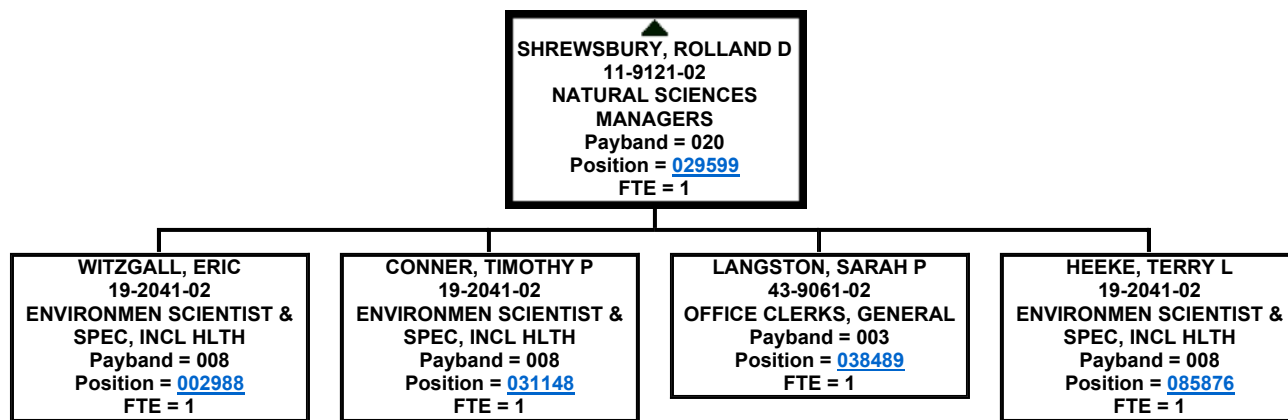 SHREWSBURY, ROLLAND D
11-9121-02
NATURAL SCIENCES
MANAGERS
Payband = 020
Position = 029599
FTE = 1
WITZGALL, ERIC
19-2041-02
ENVIRONMEN SCIENTIST &
SPEC, INCL HLTH
Payband = 008
Position = 002988
FTE = 1
CONNER, TIMOTHY P
19-2041-02
ENVIRONMEN SCIENTIST &
SPEC, INCL HLTH
Payband = 008
Position = 031148
FTE = 1
LANGSTON, SARAH P
43-9061-02
OFFICE CLERKS, GENERAL
Payband = 003
Position = 038489
FTE = 1
HEEKE, TERRY L
19-2041-02
ENVIRONMEN SCIENTIST &
SPEC, INCL HLTH
Payband = 008
Position = 085876
FTE = 1